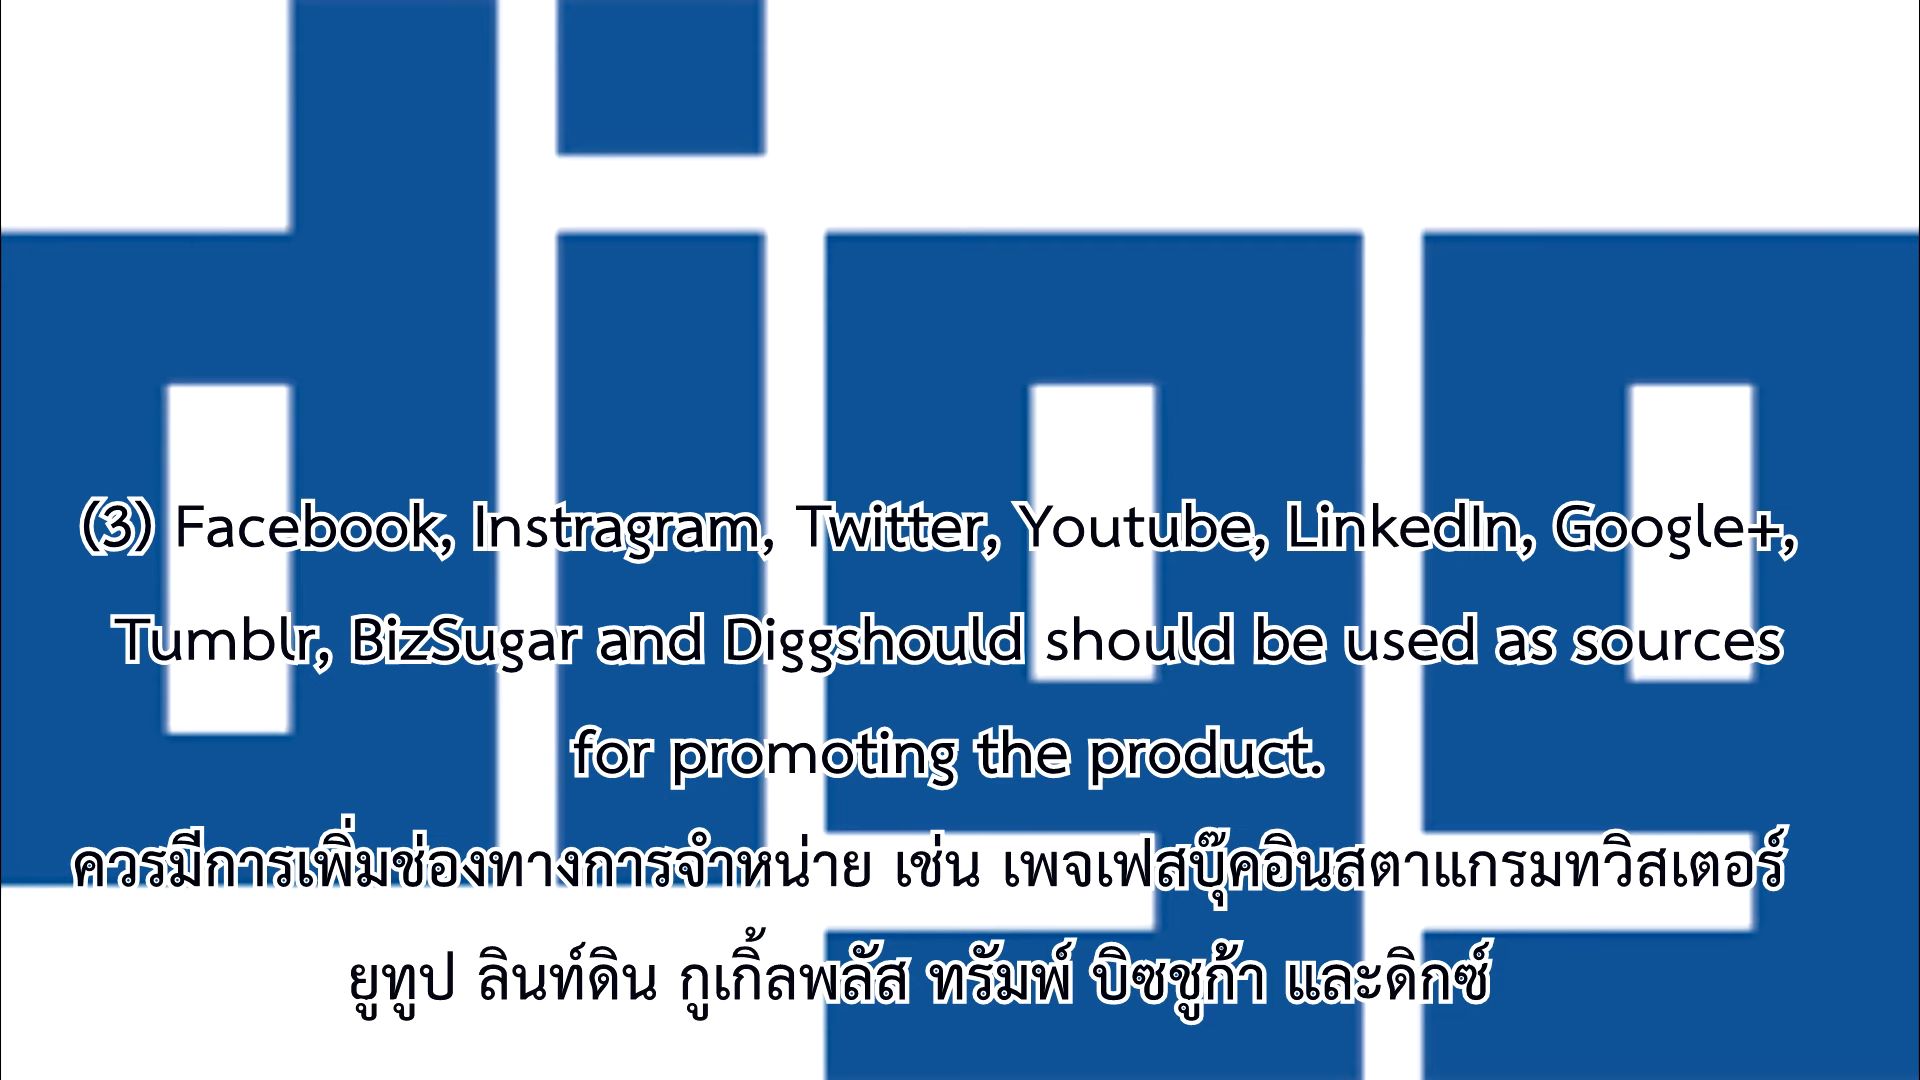 digg
(3) Facebook, Instragram, Twitter, Youtube, LinkedIn, Google+,
Tumblr, BizSugar and Diggshould should be used as sources
for promoting the product.
ควรมีการเพิ่มช่องทางการจำหน่าย เช่น เพจเฟสบุ๊คอินสตาแกรมทวิสเตอร์
ยูทูป ลินท์ดิน กูเกิ้ลพลัส ทรัมพ์ บิซชูก้า และดิกซ์